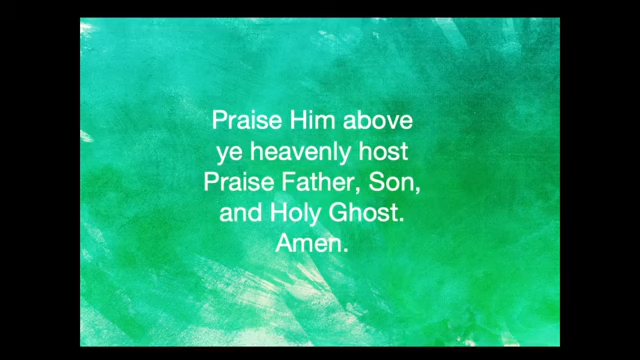 Praise Him above
ye heavenly host
Praise Father, Son,
and Holy Ghost.
Amen.